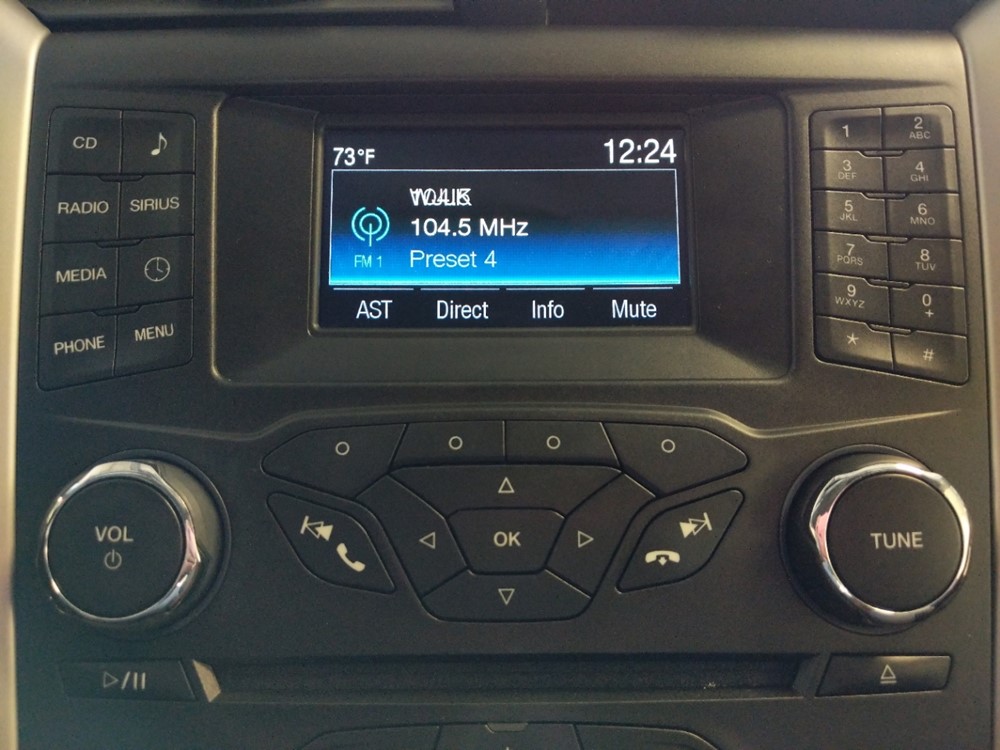 CD
RADIO SIRIUS
MEDIA
PHONE MENU
73°F 12:24
104.5 MHz
FM 1 Preset 4
AST Direct Info Mute
1 2 ABC
3 DEF 4 GHI
5 JKL 6 MNO
7 PQRS 8 TUV
9 WXYZ 0 +
* #
VOL
OK
TUNE